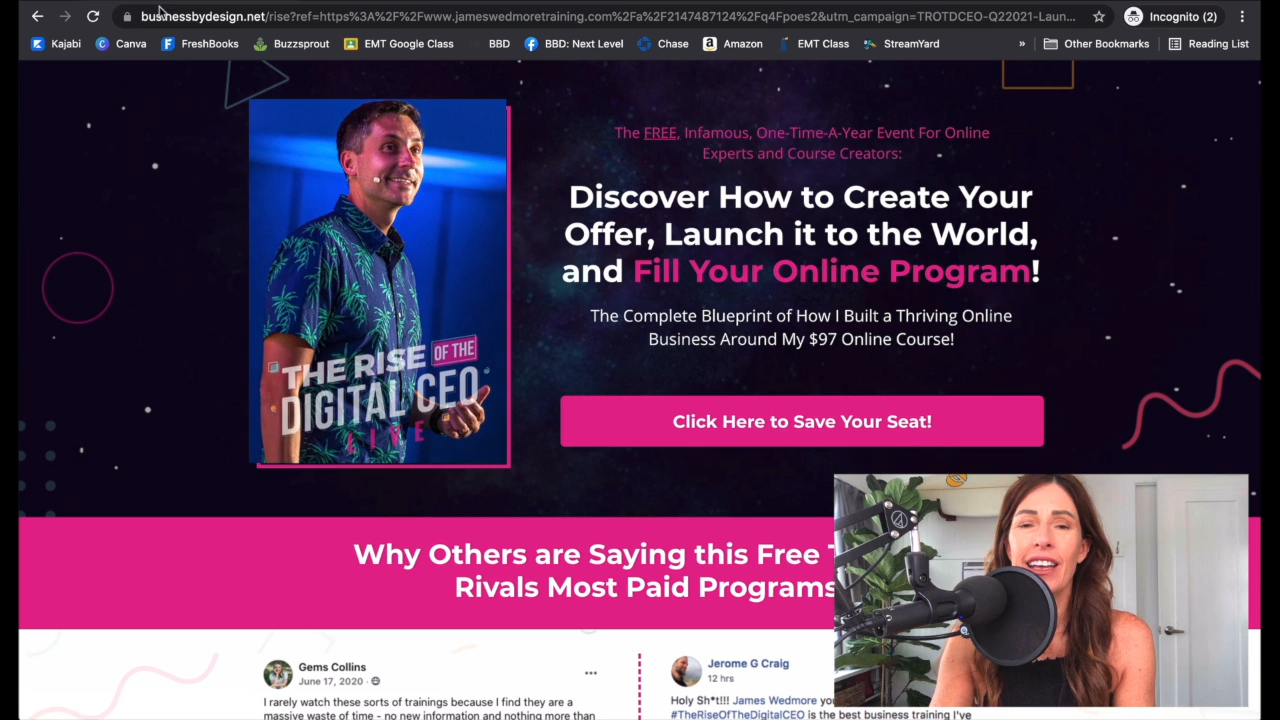 businessbydesign.net/rise?ref=https%3A%2F%2Fwww.jameswedmoretraining.com%2Fa%2F2147487124%2Fq4Fpoes2&utm_campaign=TROTDCEO-Q22021-Laun...
Incognito (2)
Kajabi
Canva
FreshBooks
Buzzsprout
EMT Google Class
BBD
BBD: Next Level
Chase
Amazon
EMT Class
StreamYard
»
Other Bookmarks
Reading List
THE RISE OF THE
DIGITAL CEO
LIVE
The FREE, Infamous, One-Time-A-Year Event For Online
Experts and Course Creators:
Discover How to Create Your
Offer, Launch it to the World,
and Fill Your Online Program!
The Complete Blueprint of How I Built a Thriving Online
Business Around My $97 Online Course!
Click Here to Save Your Seat!
Why Others are Saying this Free
Rivals Most Paid Programs
Gems Collins
June 17, 2020
I rarely watch these sorts of trainings because I find they are a
massive waste of time - no new information and nothing more than
Jerome G Craig
12 hrs
Holy Sh*t!!! James Wedmore
#TheRiseOfTheDigitalCEO is the best business training I've